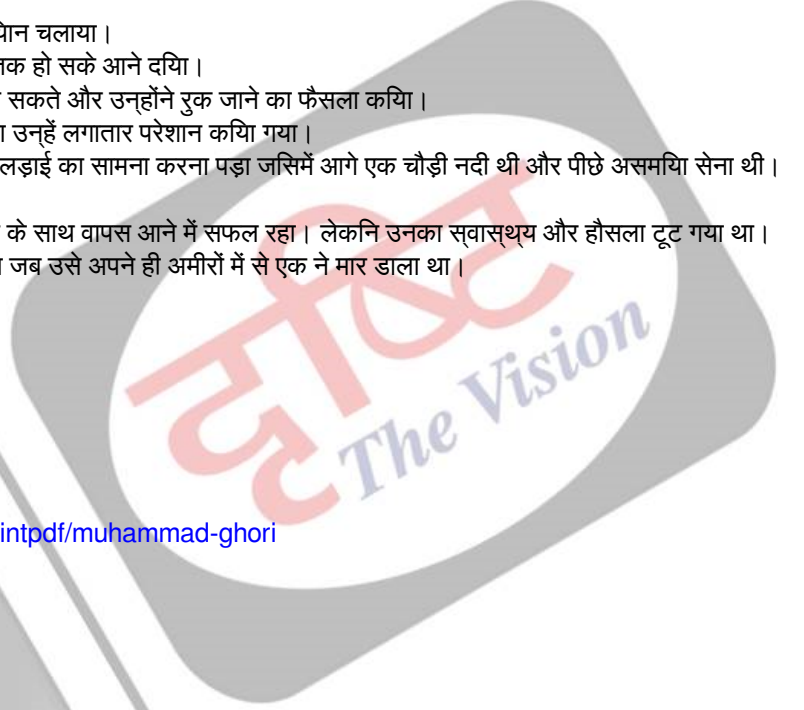 चलाया।
हो सके आने दिया।
सकते और उन्होंने रुक जाने का फैसला किया।
उन्हें लगातार परेशान किया गया।
लड़ाई का सामना करना पड़ा जिसमें आगे एक चौड़ी नदी थी और पीछे असमिया सेना थी।
के साथ वापस आने में सफल रहा। लेकिन उनका स्वास्थ्य और हौसला टूट गया था।
जब उसे अपने ही अमीरों में से एक ने मार डाला था।
दृष्टि
The Vision
intpdf/muhammad-ghori